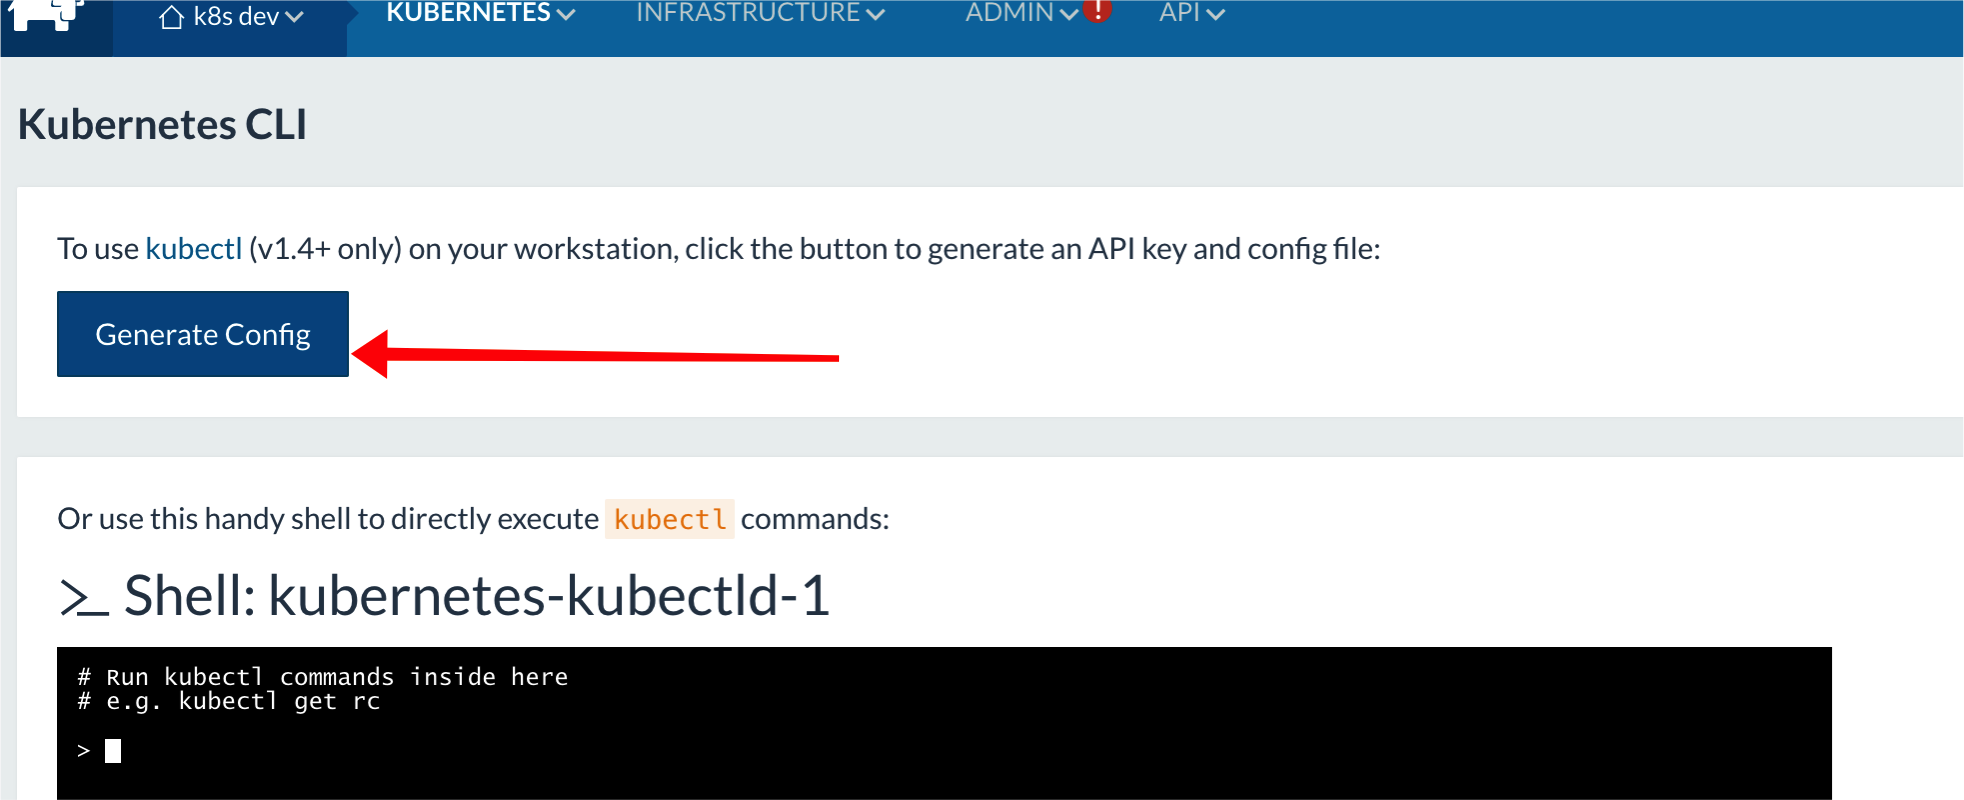 k8s dev KUBERNETES INFRASTRUCTURE ADMIN ! API
Kubernetes CLI
To use kubectl (v1.4+ only) on your workstation, click the button to generate an API key and config file:
Generate Config
Or use this handy shell to directly execute kubectl commands:
>_ Shell: kubernetes-kubectld-1
# Run kubectl commands inside here
# e.g. kubectl get rc
>